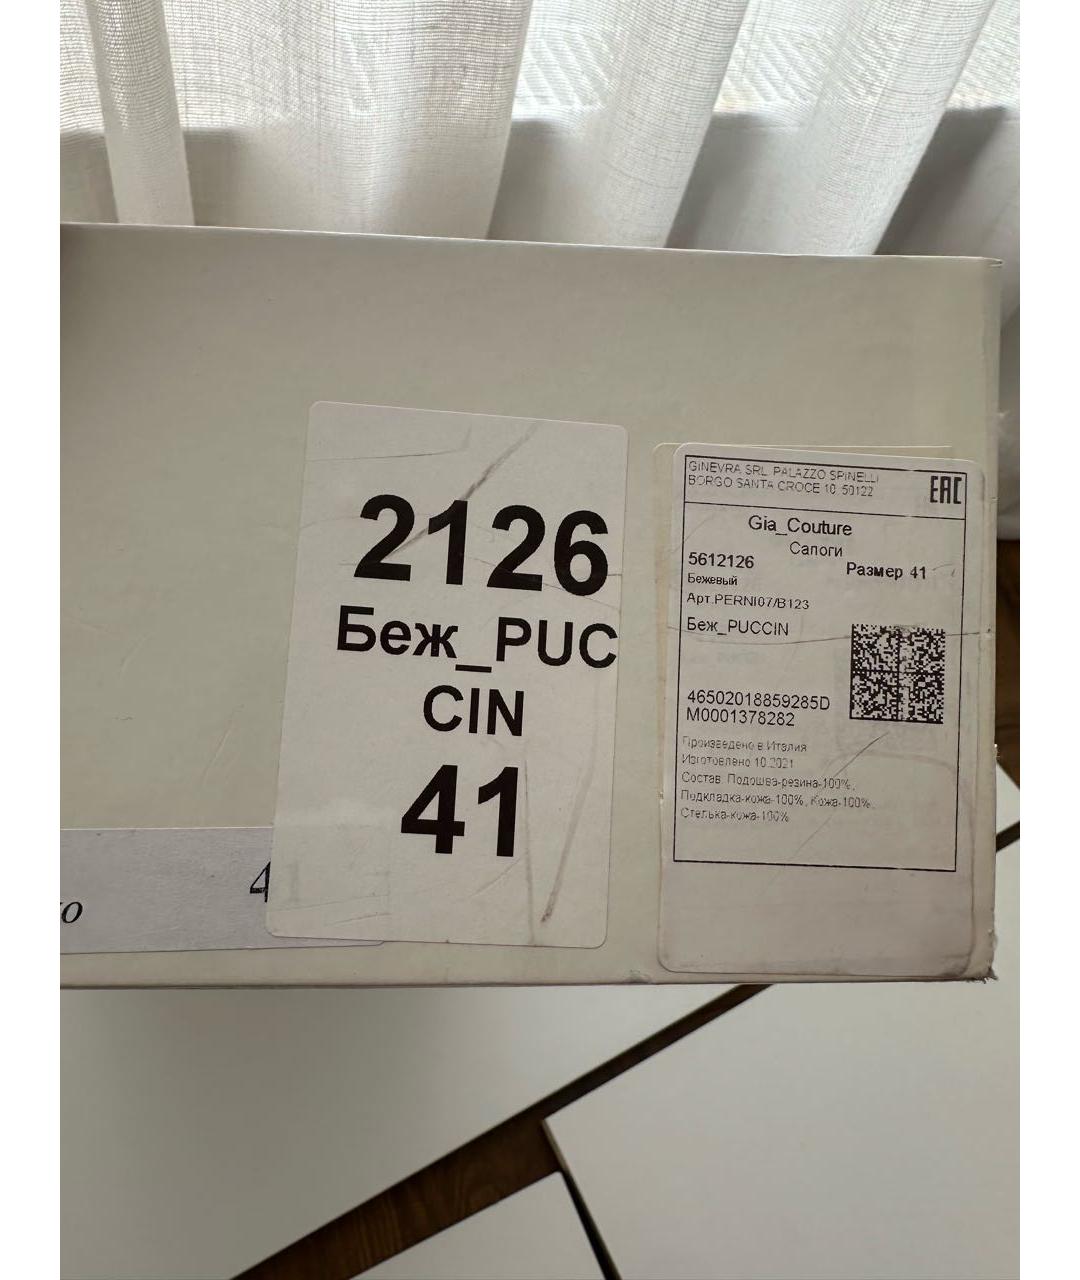 2126
Беж_PUC
CIN
41
GINEVRA SRL PALAZZO SPINELLI
BORGO SANTA CROCE 10 50122
EAC
Gia_Couture
Сапоги
5612126
Размер 41
Бежевый
Арт.PERNI07/B123
Беж_PUCCIN
46502018859285D
M0001378282
Произведено в Италия
Изготовлено 10.2021
Состав: Подошва-резина-100%,
Подкладка-кожа-100%, Кожа-100%,
Стелька-кожа-100%